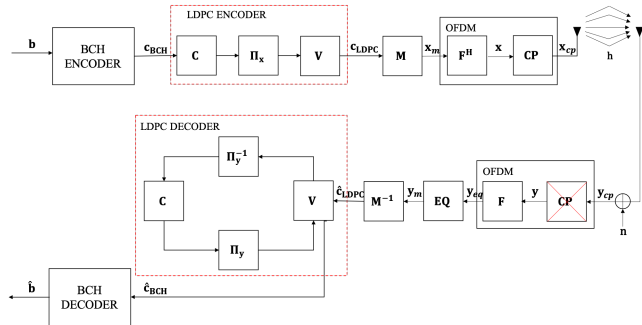 LDPC ENCODER
OFDM
b
BCH
ENCODER
c_BCH
C
Π_x
V
c_LDPC
M
x_m
F^H
x
CP
x_cp
h
LDPC DECODER
Π_y^{-1}
C
Π_y
V
ĉ_LDPC
M^{-1}
y_m
EQ
y_eq
OFDM
F
y
CP
y_cp
n
b̂
BCH
DECODER
ĉ_BCH